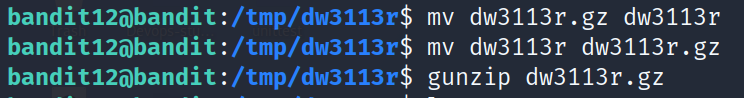 bandit12@bandit:/tmp/dw3113r$ mv dw3113r.gz dw3113r
bandit12@bandit:/tmp/dw3113r$ mv dw3113r dw3113r.gz
bandit12@bandit:/tmp/dw3113r$ gunzip dw3113r.gz